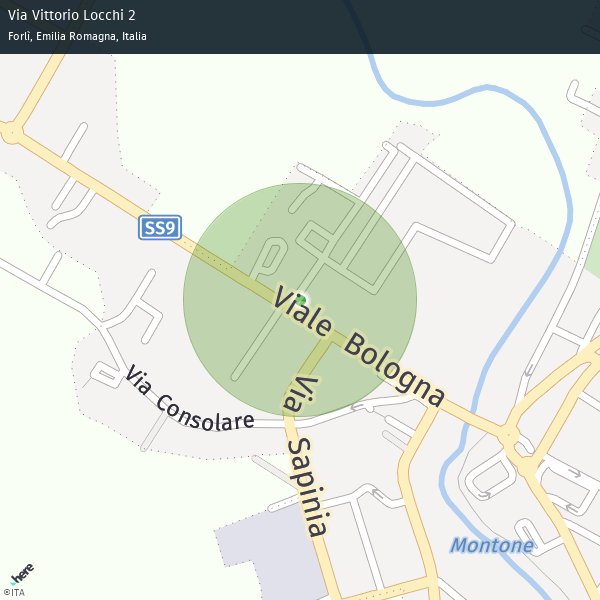 Via Vittorio Locchi 2
Forlì, Emilia Romagna, Italia
SS9
Viale Bologna
Via Consolare
Via Sapinia
Montone
here
©ITA